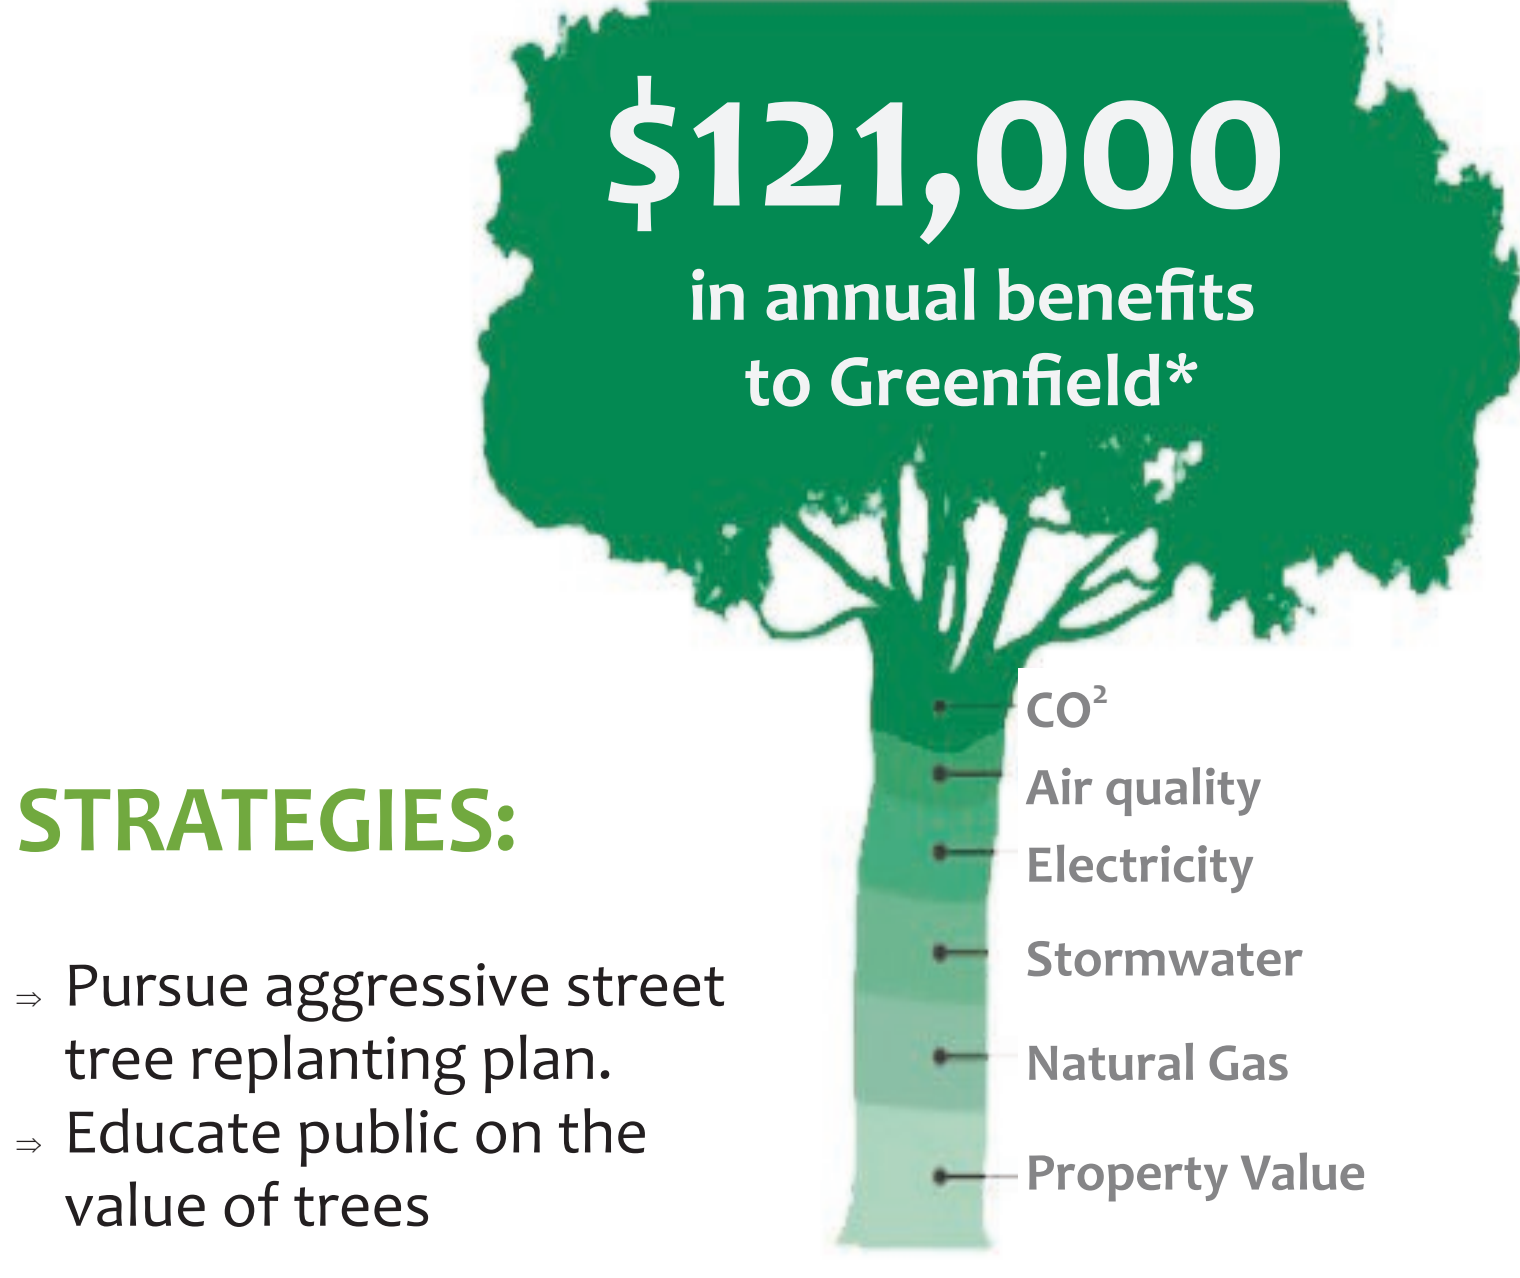 $121,000
in annual benefits
to Greenfield*
CO²
Air quality
Electricity
Stormwater
Natural Gas
Property Value
STRATEGIES:
⇒ Pursue aggressive street
tree replanting plan.
⇒ Educate public on the
value of trees